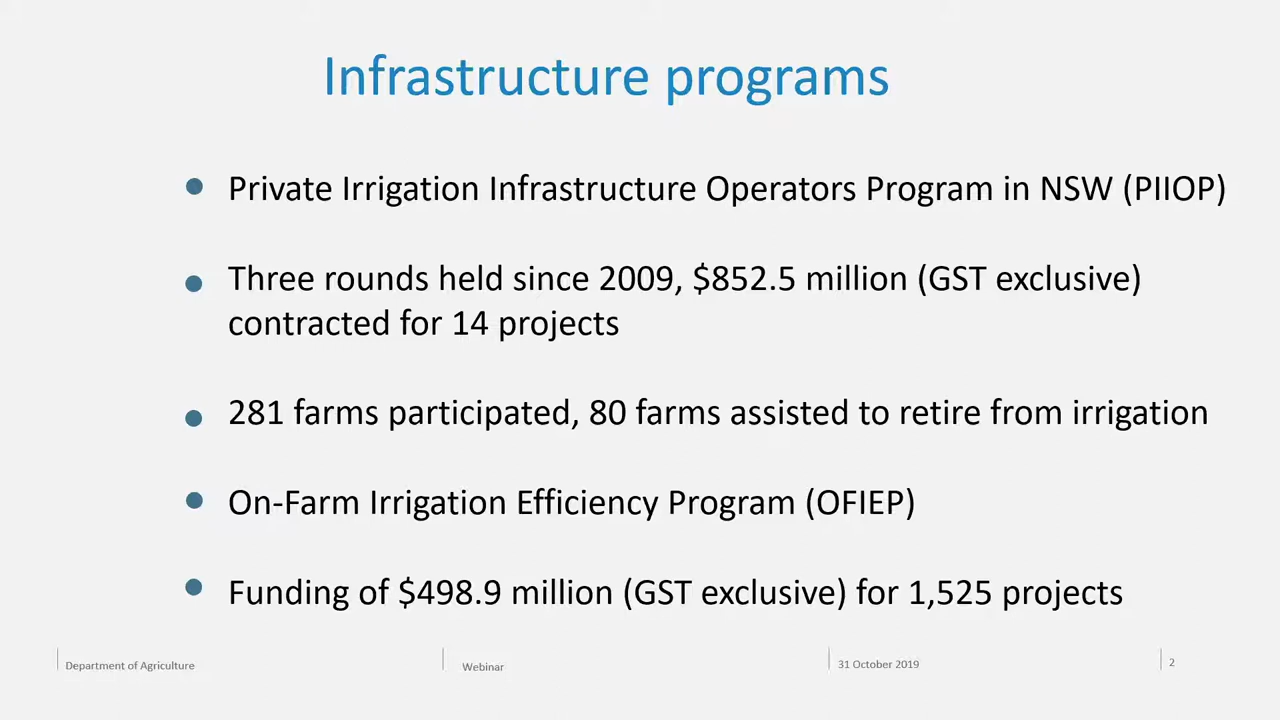 Infrastructure programs
Private Irrigation Infrastructure Operators Program in NSW (PIIOP)
Three rounds held since 2009, $852.5 million (GST exclusive)
contracted for 14 projects
281 farms participated, 80 farms assisted to retire from irrigation
On-Farm Irrigation Efficiency Program (OFIEP)
Funding of $498.9 million (GST exclusive) for 1,525 projects
Department of Agriculture
Webinar
31 October 2019
2